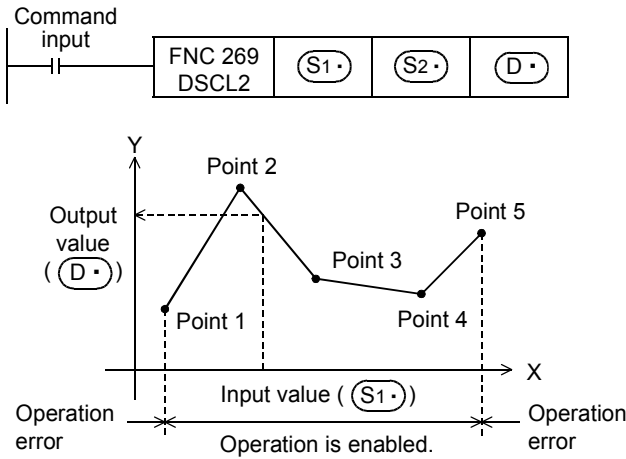 Command
input
FNC 269
DSCL2
S1·
S2·
D·
Y
Point 2
Output
value
( D· )
Point 5
Point 3
Point 1
Point 4
X
Input value ( S1· )
Operation
error
Operation is enabled.
Operation
error